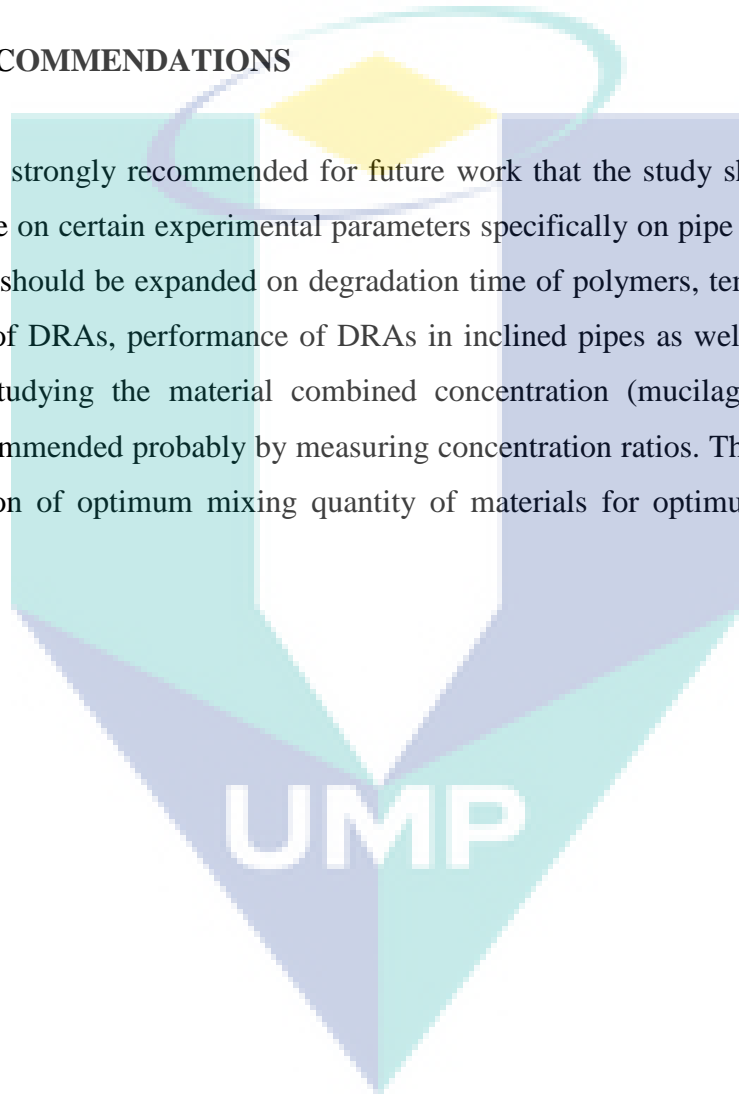 COMMENDATIONS
strongly recommended for future work that the study sh
e on certain experimental parameters specifically on pipe
should be expanded on degradation time of polymers, ter
of DRAs, performance of DRAs in inclined pipes as well
tudying the material combined concentration (mucilag
mmended probably by measuring concentration ratios. Th
on of optimum mixing quantity of materials for optimu
UMP